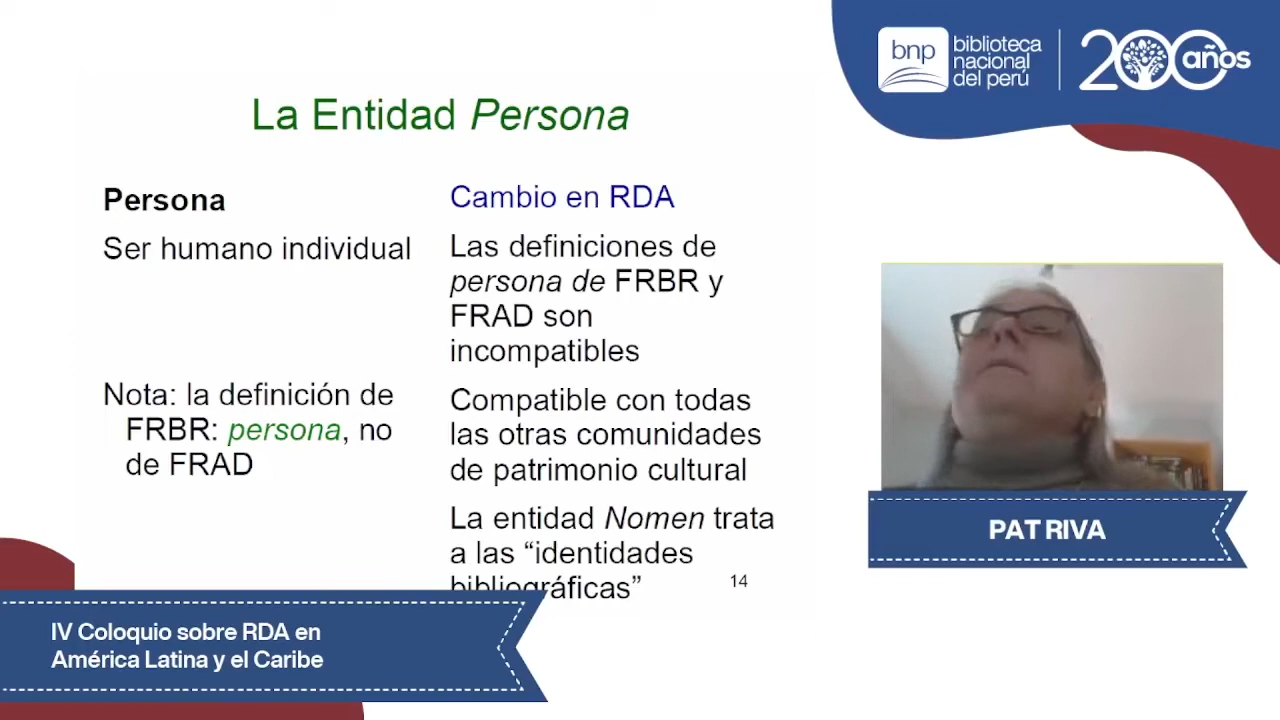 bnp
biblioteca
nacional
del perú
200 años
La Entidad Persona
Persona
Ser humano individual
Nota: la definición de
FRBR: persona, no
de FRAD
Cambio en RDA
Las definiciones de
persona de FRBR y
FRAD son
incompatibles
Compatible con todas
las otras comunidades
de patrimonio cultural
La entidad Nomen trata
a las “identidades
bibliográficas”
14
PAT RIVA
IV Coloquio sobre RDA en
América Latina y el Caribe